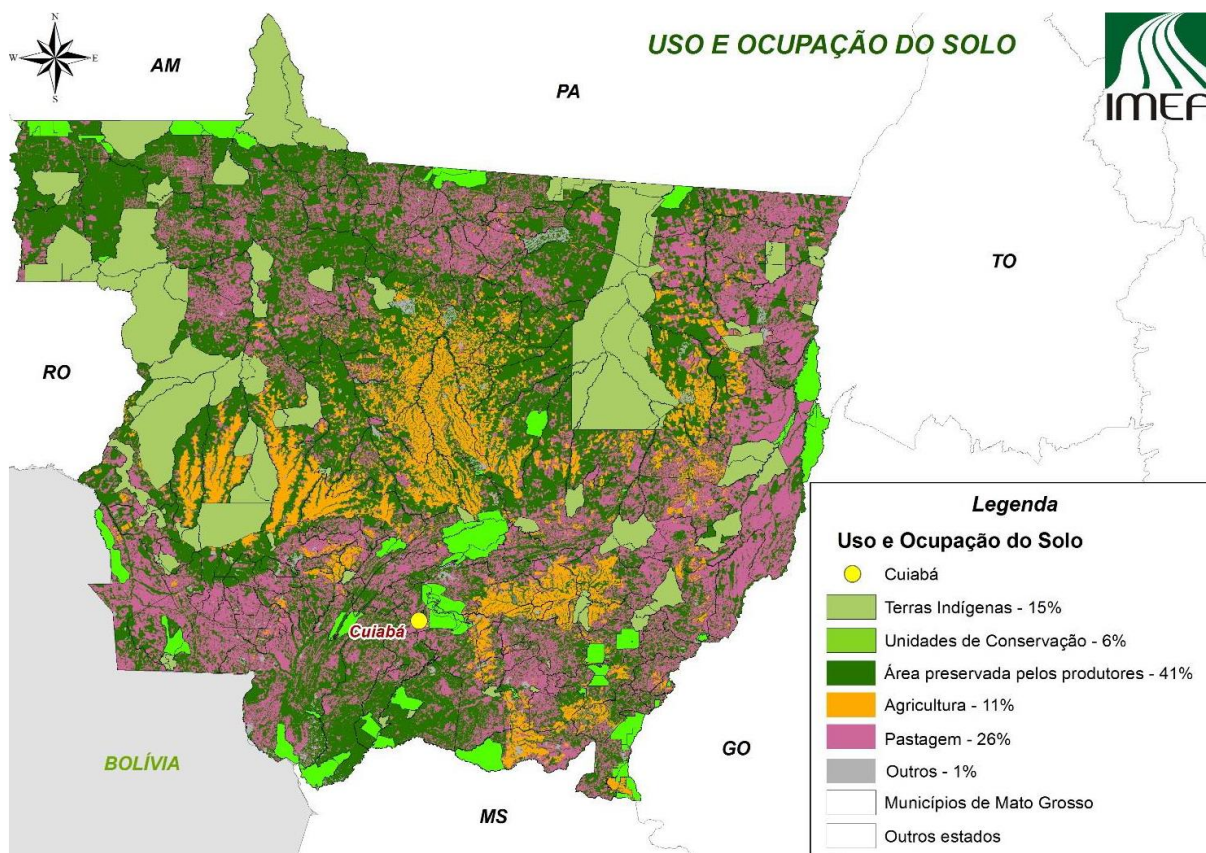 USO E OCUPAÇÃO DO SOLO
IMEA
N
W
E
S
AM
PA
TO
RO
Cuiabá
BOLÍVIA
MS
GO
Legenda
Uso e Ocupação do Solo
Cuiabá
Terras Indígenas - 15%
Unidades de Conservação - 6%
Área preservada pelos produtores - 41%
Agricultura - 11%
Pastagem - 26%
Outros - 1%
Municípios de Mato Grosso
Outros estados